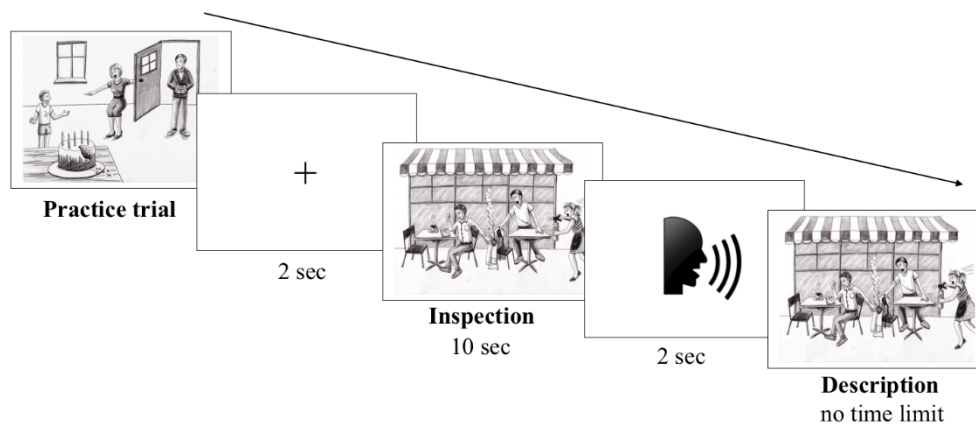 Practice trial
2 sec
Inspection
10 sec
2 sec
Description
no time limit